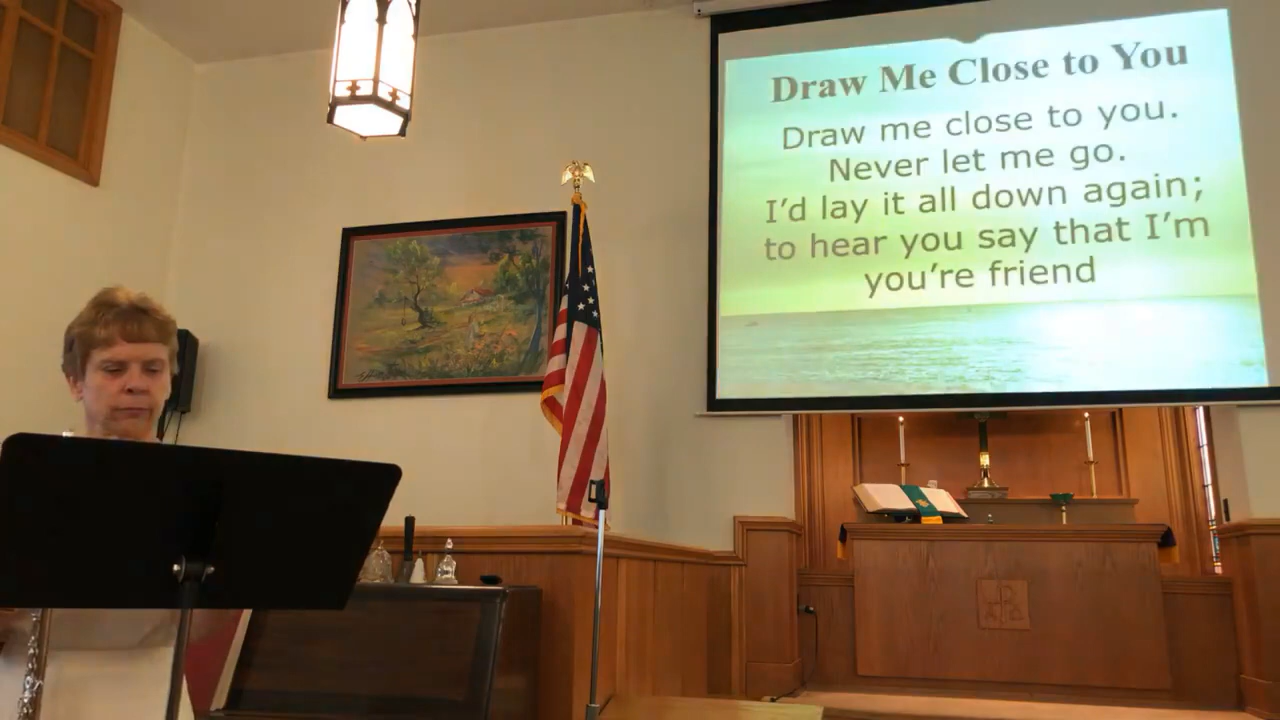 Draw Me Close to You
Draw me close to you.
Never let me go.
I'd lay it all down again;
to hear you say that I'm
you're friend